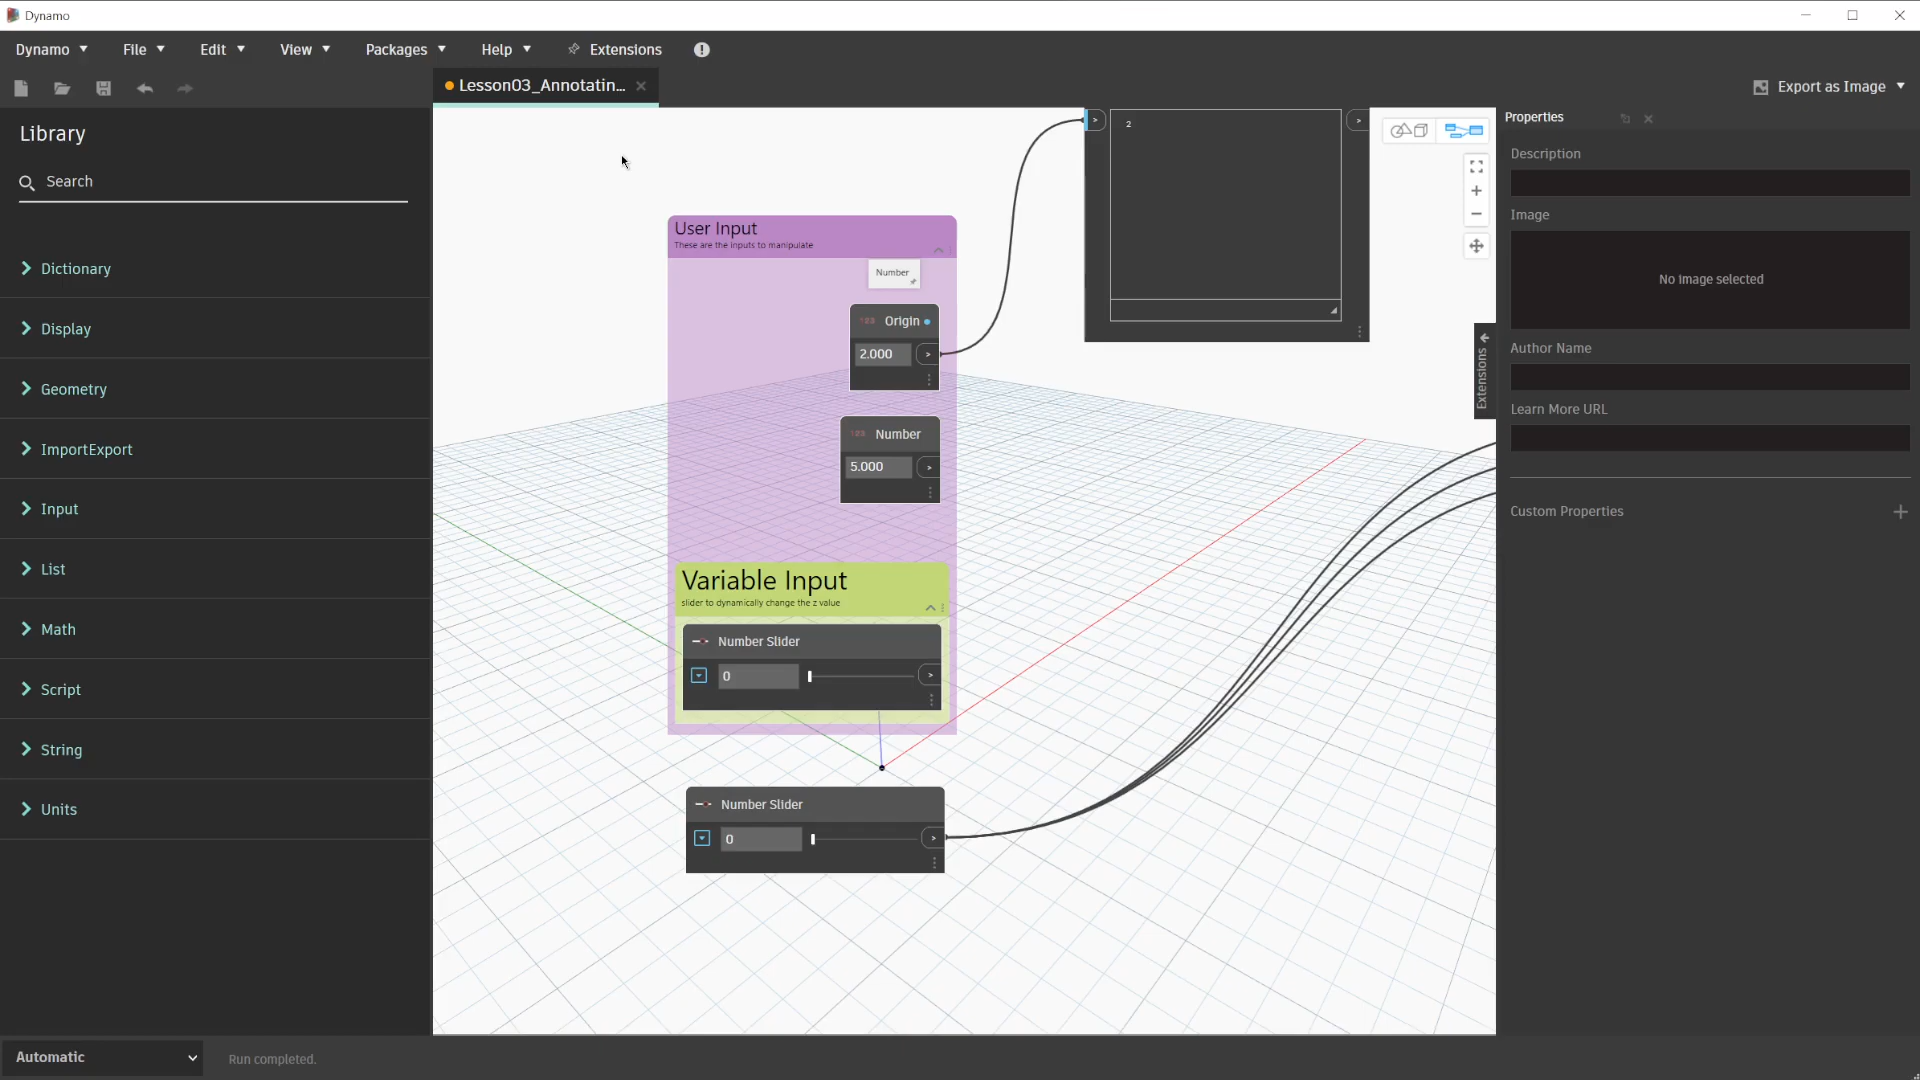 Dynamo
Dynamo File Edit View Packages Help Extensions
Lesson03_Annotatin...
Export as Image
Library
Search
Dictionary
Display
Geometry
ImportExport
Input
List
Math
Script
String
Units
2
User Input
These are the inputs to manipulate
Number
Origin
2.000
>
Number
5.000
>
Variable Input
slider to dynamically change the z value
Number Slider
0
>
Number Slider
0
>
Extensions
Properties
Description
Image
No image selected
Author Name
Learn More URL
Custom Properties
Automatic
Run completed.